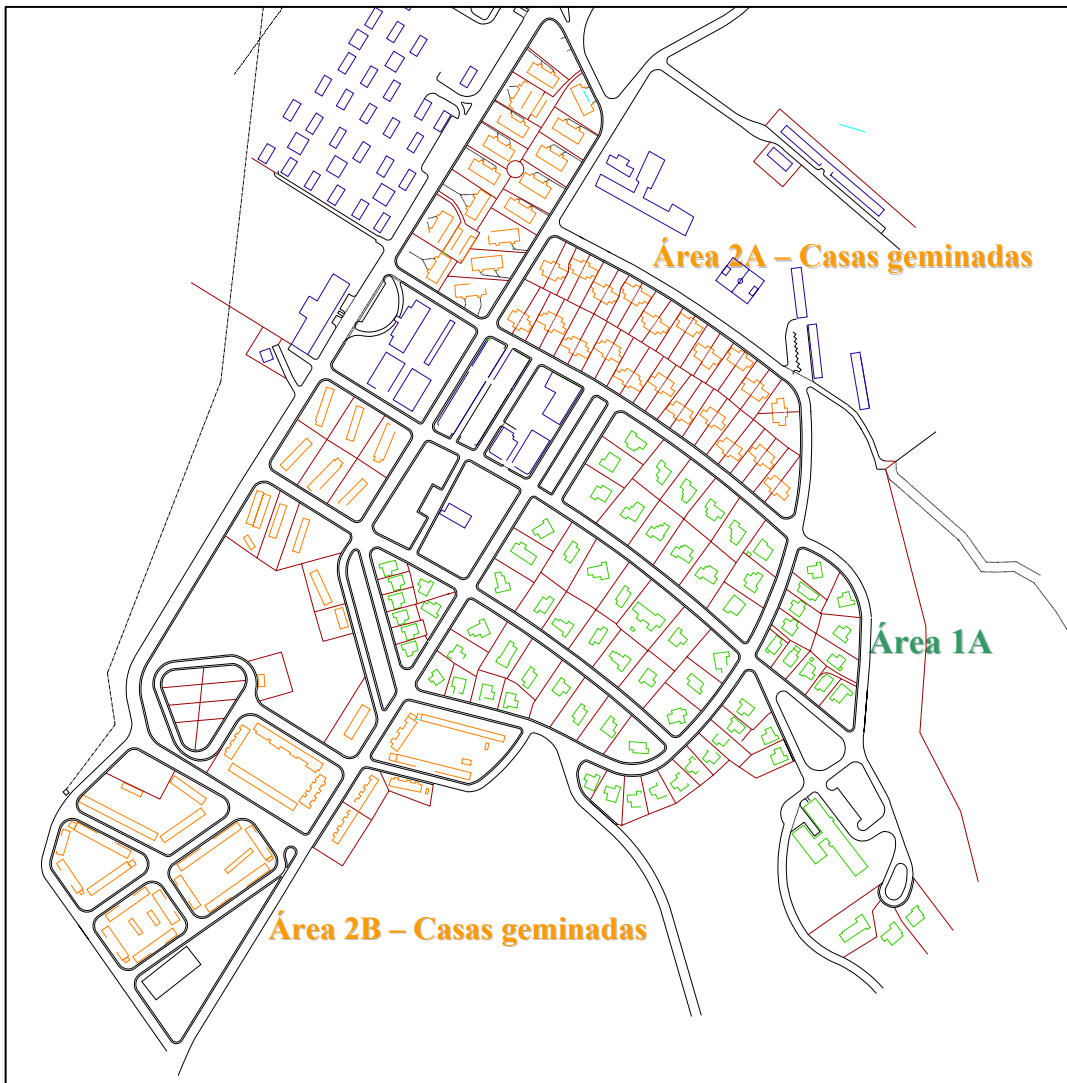 Área 2A – Casas geminadas
Área 1A
Área 2B – Casas geminadas